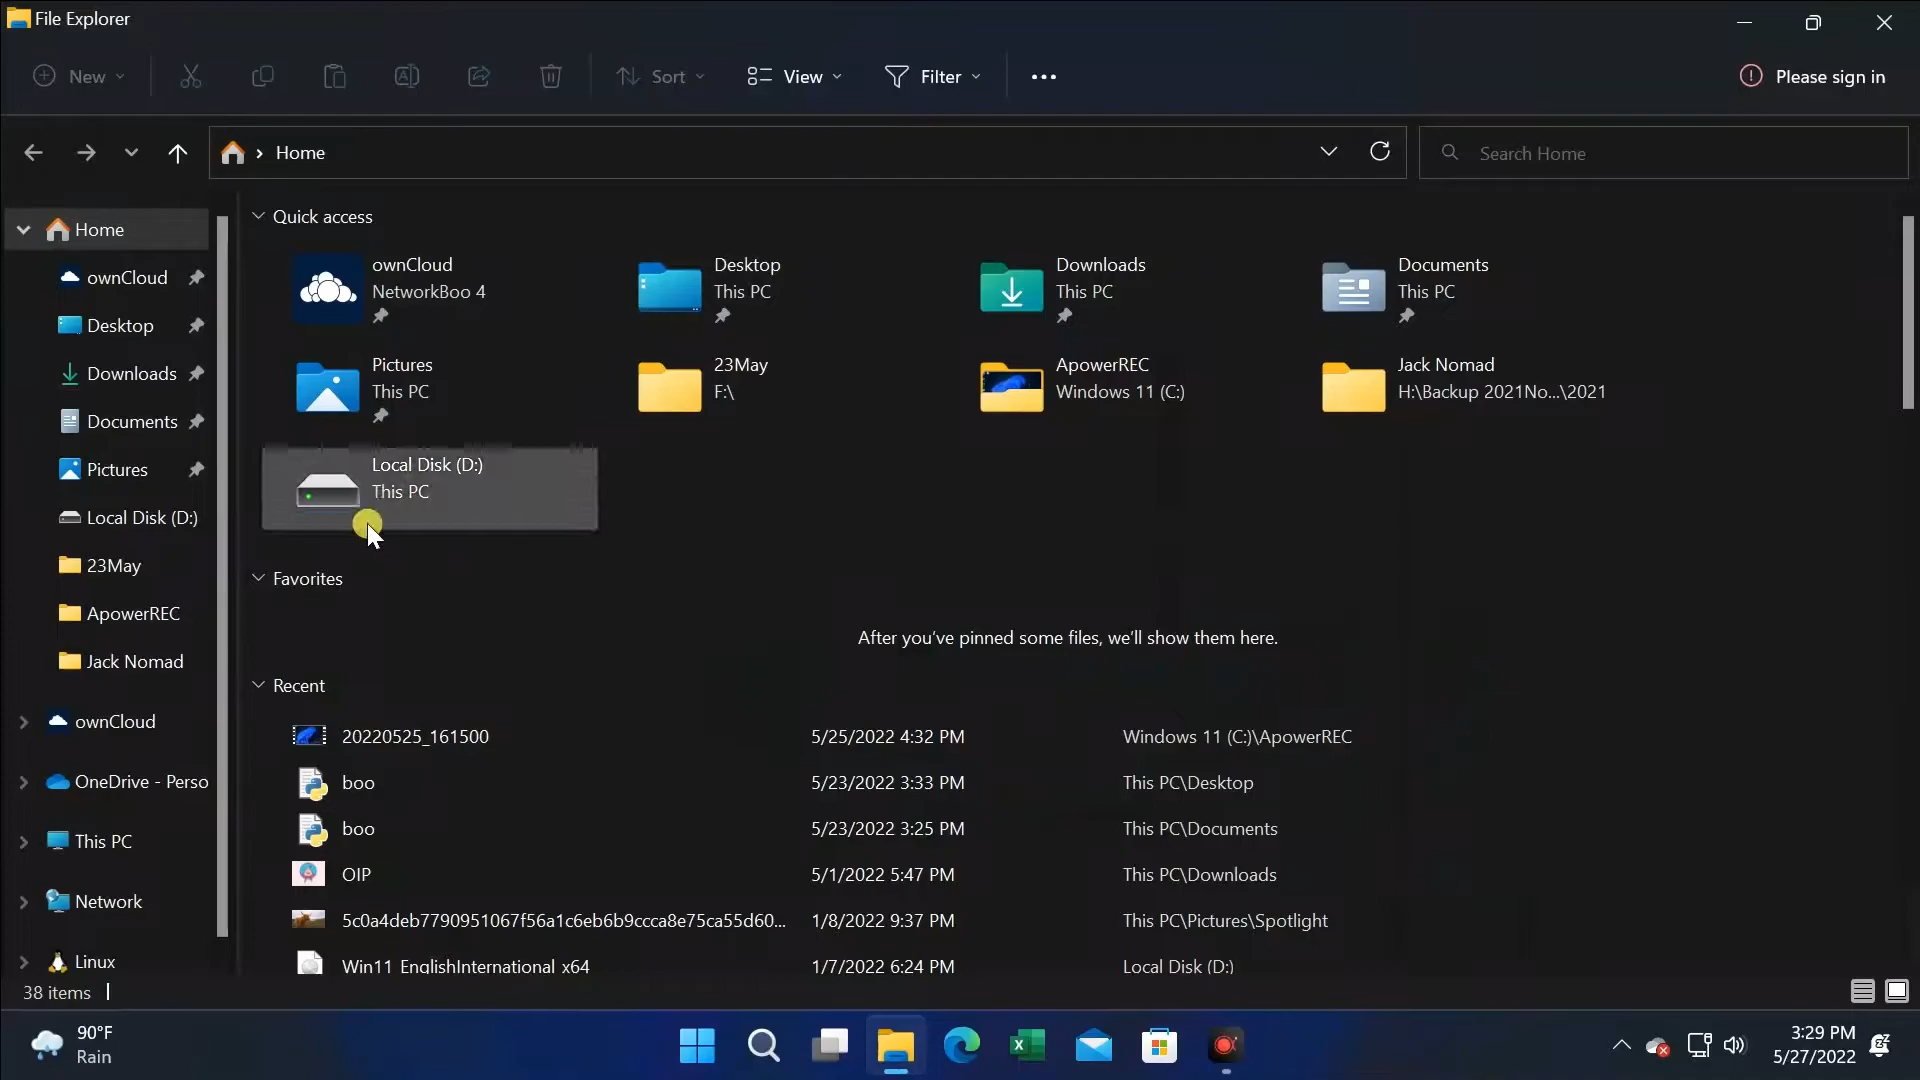 File Explorer
New
Sort
View
Filter
Please sign in
Home
Search Home
Home
ownCloud
Desktop
Downloads
Documents
Pictures
Local Disk (D:)
23May
ApowerREC
Jack Nomad
ownCloud
OneDrive - Perso
This PC
Network
Linux
Quick access
ownCloud
NetworkBoo 4
Desktop
This PC
Downloads
This PC
Documents
This PC
Pictures
This PC
23May
F:\
ApowerREC
Windows 11 (C:)
Jack Nomad
H:\Backup 2021No...\2021
Local Disk (D:)
This PC
Favorites
After you've pinned some files, we'll show them here.
Recent
20220525_161500 5/25/2022 4:32 PM Windows 11 (C:)\ApowerREC
boo 5/23/2022 3:33 PM This PC\Desktop
boo 5/23/2022 3:25 PM This PC\Documents
OIP 5/1/2022 5:47 PM This PC\Downloads
5c0a4deb7790951067f56a1c6eb6b9ccca8e75ca55d60... 1/8/2022 9:37 PM This PC\Pictures\Spotlight
Win11_EnglishInternational_x64 1/7/2022 6:24 PM Local Disk (D:)
38 items
90°F
Rain
3:29 PM
5/27/2022